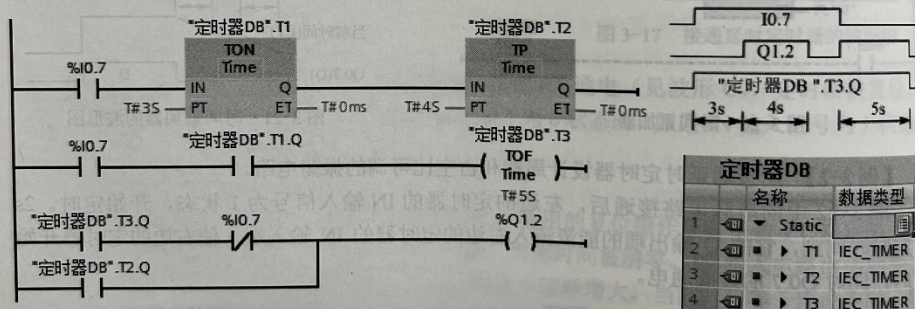 "定时器DB".T1
"定时器DB".T2
TON
Time
TP
Time
%I0.7
IN
Q
IN
Q
T#3S
PT
ET
T#0ms
T#4S
PT
ET
T#0ms
%I0.7
"定时器DB".T1.Q
"定时器DB".T3
TOF
Time
T#5S
"定时器DB".T3.Q
%I0.7
%Q1.2
"定时器DB".T2.Q
I0.7
Q1.2
"定时器DB ".T3.Q
3s
4s
5s
定时器DB
名称
数据类型
1
Static
2
T1
IEC_TIMER
3
T2
IEC_TIMER
4
T3
IEC_TIMER